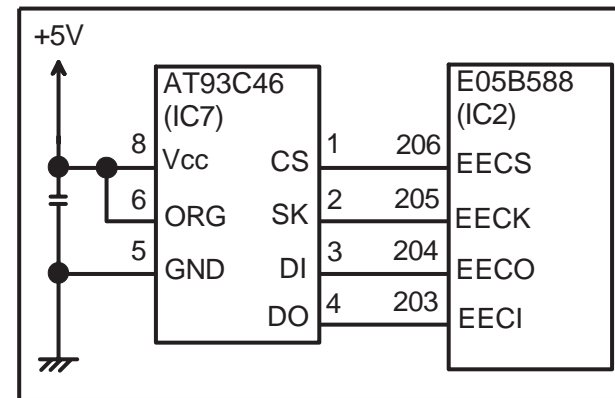 +5V
AT93C46
(IC7)
E05B588
(IC2)
8 Vcc CS 1 206 EECS
6 ORG SK 2 205 EECK
5 GND DI 3 204 EECO
DO 4 203 EECI